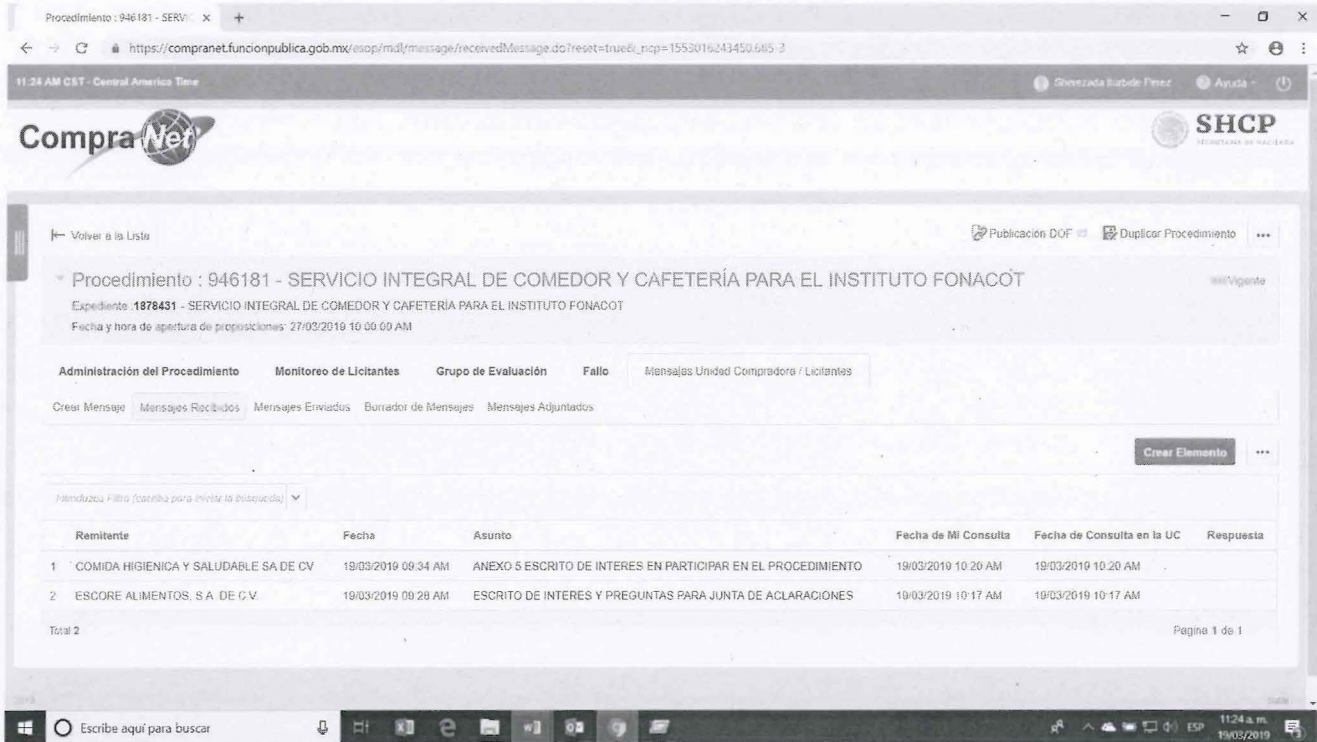 Procedimiento : 946181 - SERVI
https://compranet.funcionpublica.gob.mx/esop/mdl/message/receivedMessage.do?reset=true&_ncp=1553016243450.685-3
11:24 AM CST - Central America Time
Ayuda
CompraNet
SHCP
Volver a la Lista
Publicación DOF
Duplicar Procedimiento
...
Procedimiento : 946181 - SERVICIO INTEGRAL DE COMEDOR Y CAFETERÍA PARA EL INSTITUTO FONACOT
Vigente
Expediente :1878431 - SERVICIO INTEGRAL DE COMEDOR Y CAFETERÍA PARA EL INSTITUTO FONACOT
Fecha y hora de apertura de proposiciones: 27/03/2019 10:00:00 AM
Administración del Procedimiento Monitoreo de Licitantes Grupo de Evaluación Fallo Mensajes Unidad Compradora / Licitantes
Crear Mensaje Mensajes Recibidos Mensajes Enviados Borrador de Mensajes Mensajes Adjuntados
Crear Elemento ...
Introduzca Filtro (escriba para iniciar la búsqueda)
Remitente Fecha Asunto Fecha de Mi Consulta Fecha de Consulta en la UC Respuesta
1 COMIDA HIGIENICA Y SALUDABLE SA DE CV 19/03/2019 09:34 AM ANEXO 5 ESCRITO DE INTERES EN PARTICIPAR EN EL PROCEDIMIENTO 19/03/2019 10:20 AM 19/03/2019 10:20 AM
2 ESCORE ALIMENTOS, S.A. DE C.V. 19/03/2019 09:28 AM ESCRITO DE INTERES Y PREGUNTAS PARA JUNTA DE ACLARACIONES 19/03/2019 10:17 AM 19/03/2019 10:17 AM
Total 2
Pagina 1 de 1
Escribe aquí para buscar
ESP
11:24 a. m.
19/03/2019